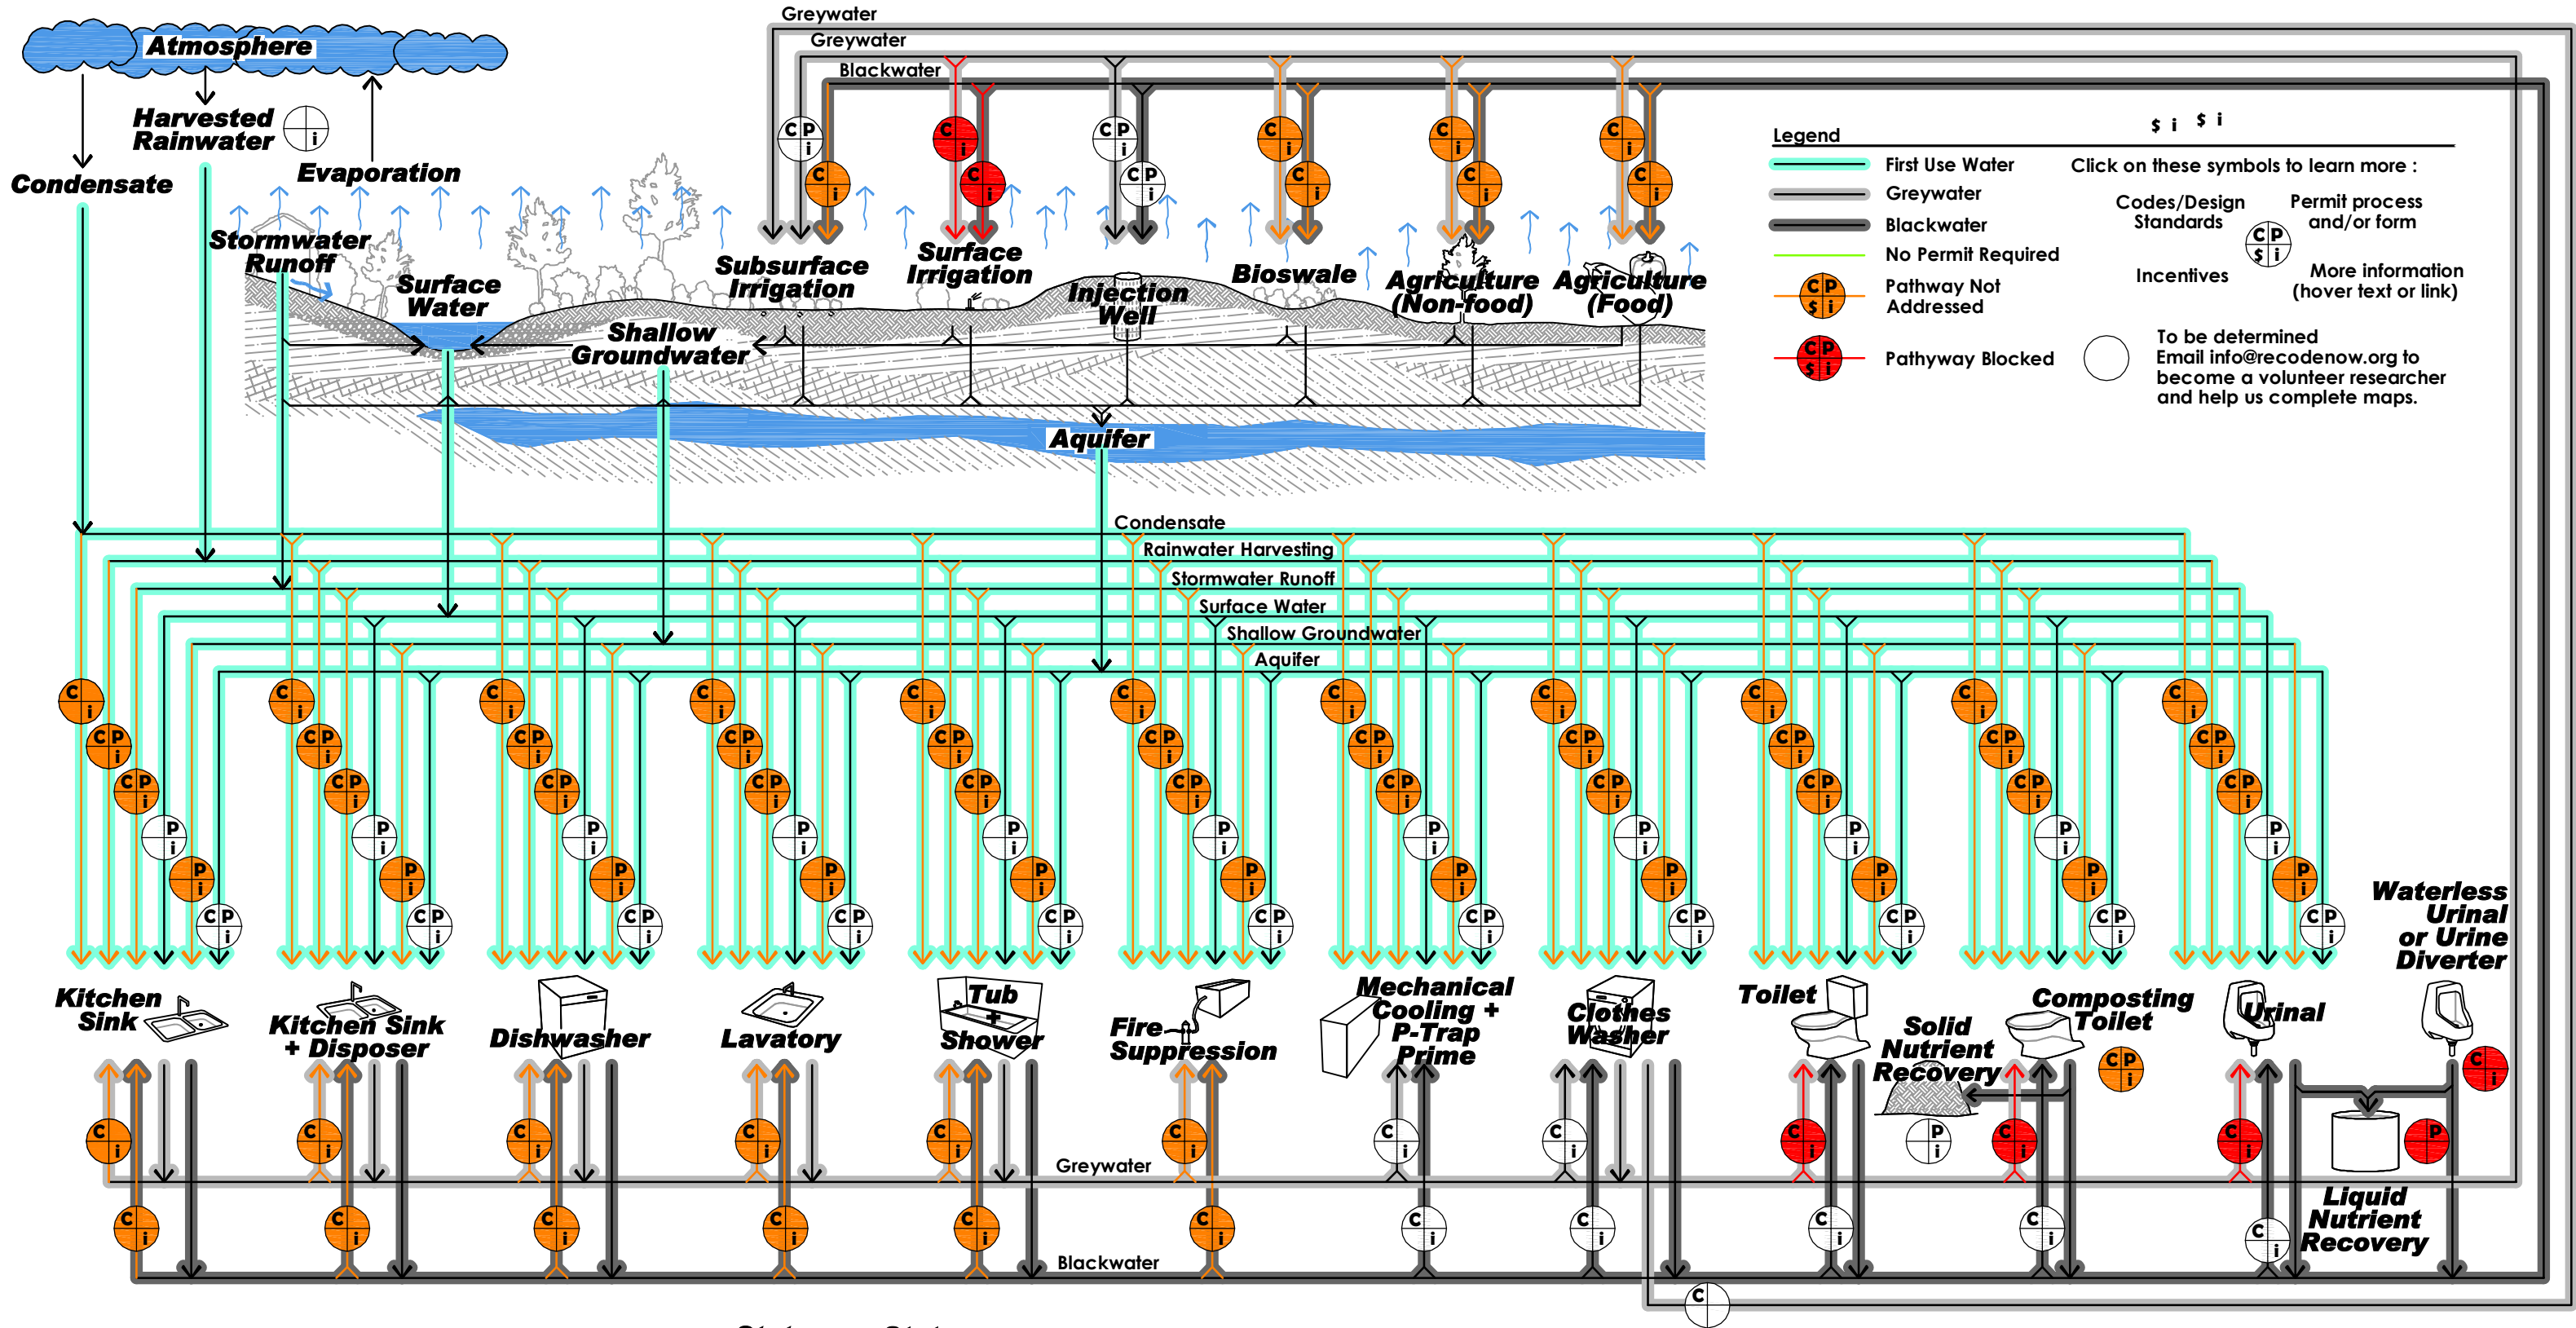 Greywater
Greywater
Blackwater
Atmosphere
Harvested
Rainwater
i
Condensate
Evaporation
C P
i
C
i
C
i
C
i
C P
i
C P
i
C
i
C
i
C
i
C
i
C
i
C
i
Legend
$ i $ i
First Use Water
Greywater
Blackwater
No Permit Required
C P
$ i
Pathway Not
Addressed
C P
$ i
Pathyway Blocked
Click on these symbols to learn more :
Codes/Design
Standards
Permit process
and/or form
C P
$ i
Incentives
More information
(hover text or link)
To be determined
Email info@recodenow.org to
become a volunteer researcher
and help us complete maps.
Stormwater
Runoff
Surface
Water
Shallow
Groundwater
Subsurface
Irrigation
Surface
Irrigation
Injection
Well
Bioswale
Agriculture
(Non-food)
Agriculture
(Food)
Aquifer
Condensate
Rainwater Harvesting
Stormwater Runoff
Surface Water
Shallow Groundwater
Aquifer
C i C i C i C i C i C i C i C i C i C i C i
C P i C P i C P i C P i C P i C P i C P i C P i C P i C P i C P i
C P i C P i C P i C P i C P i C P i C P i C P i C P i C P i C P i
P i P i P i P i P i P i P i P i P i P i P i
P i P i P i P i P i P i P i P i P i P i P i
C P i C P i C P i C P i C P i C P i C P i C P i C P i C P i C P i
Kitchen
Sink
Kitchen Sink
+ Disposer
Dishwasher
Lavatory
Tub
+
Shower
Fire
Suppression
Mechanical
Cooling +
P-Trap
Prime
Clothes
Washer
Toilet
Solid
Nutrient
Recovery
Composting
Toilet
C P
i
Urinal
Waterless
Urinal
or Urine
Diverter
C
i
C i C i C i C i C i C i C i C i C i P i C i C i P
Greywater
Liquid
Nutrient
Recovery
C i C i C i C i C i C i C i C i C i C i C i
Blackwater
C